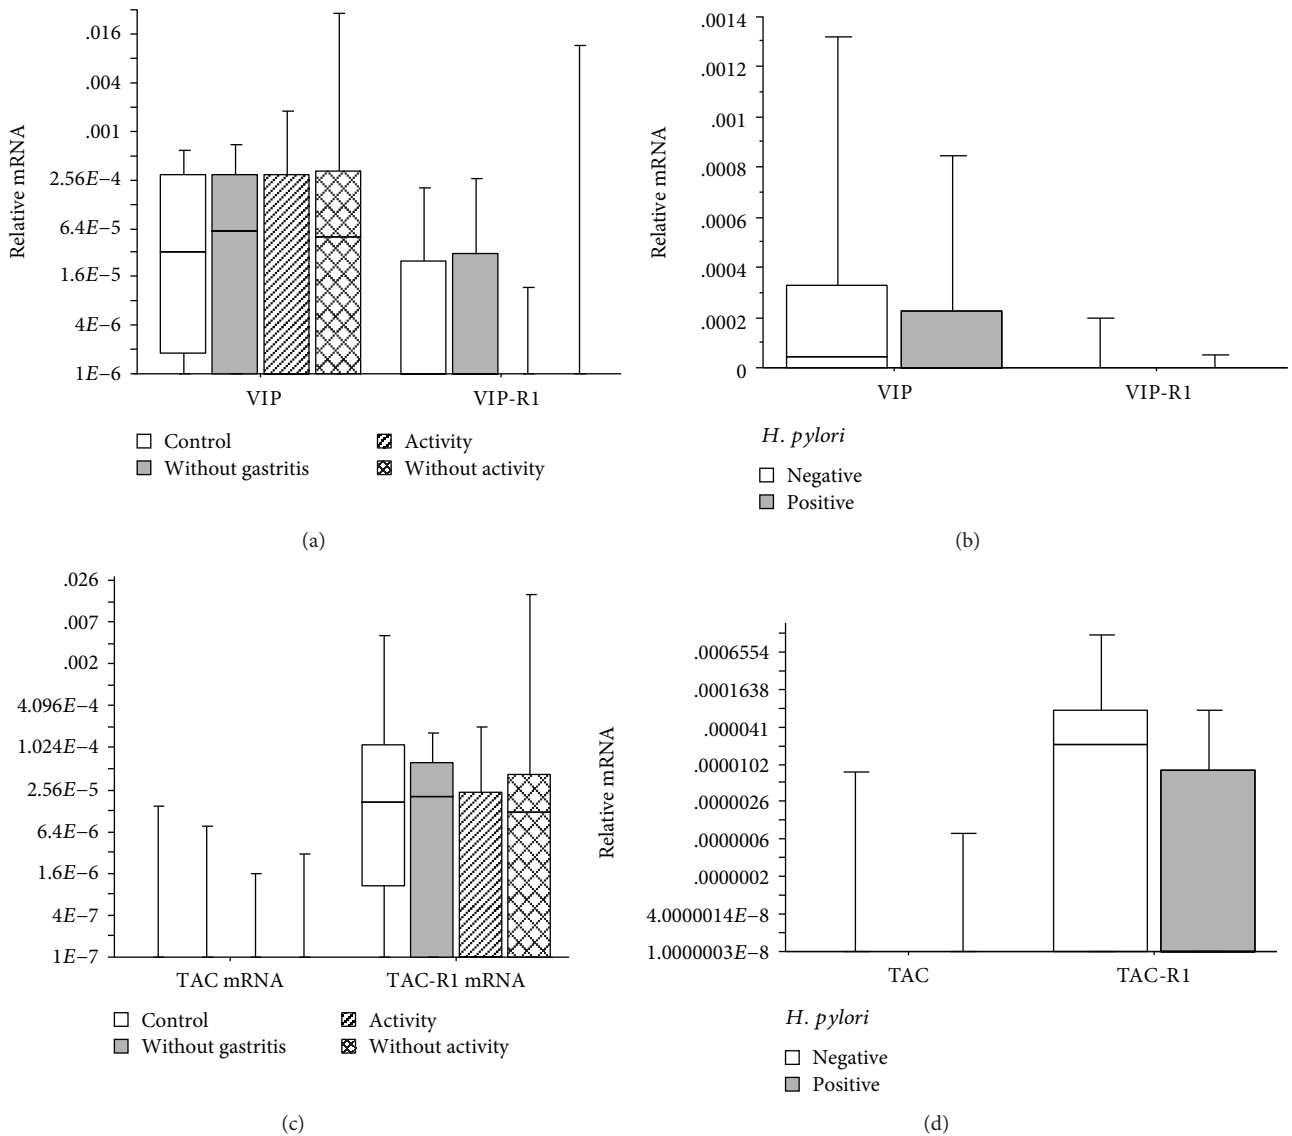 Relative mRNA
.016
.004
.001
2.56E−4
6.4E−5
1.6E−5
4E−6
1E−6
VIP
VIP-R1
Control
Activity
Without gastritis
Without activity
(a)
Relative mRNA
.0014
.0012
.001
.0008
.0006
.0004
.0002
0
VIP
VIP-R1
H. pylori
Negative
Positive
(b)
.026
.007
.002
4.096E−4
1.024E−4
2.56E−5
6.4E−6
1.6E−6
4E−7
1E−7
TAC mRNA
TAC-R1 mRNA
Control
Activity
Without gastritis
Without activity
(c)
Relative mRNA
.0006554
.0001638
.000041
.0000102
.0000026
.0000006
.0000002
4.0000014E−8
1.0000003E−8
TAC
TAC-R1
H. pylori
Negative
Positive
(d)